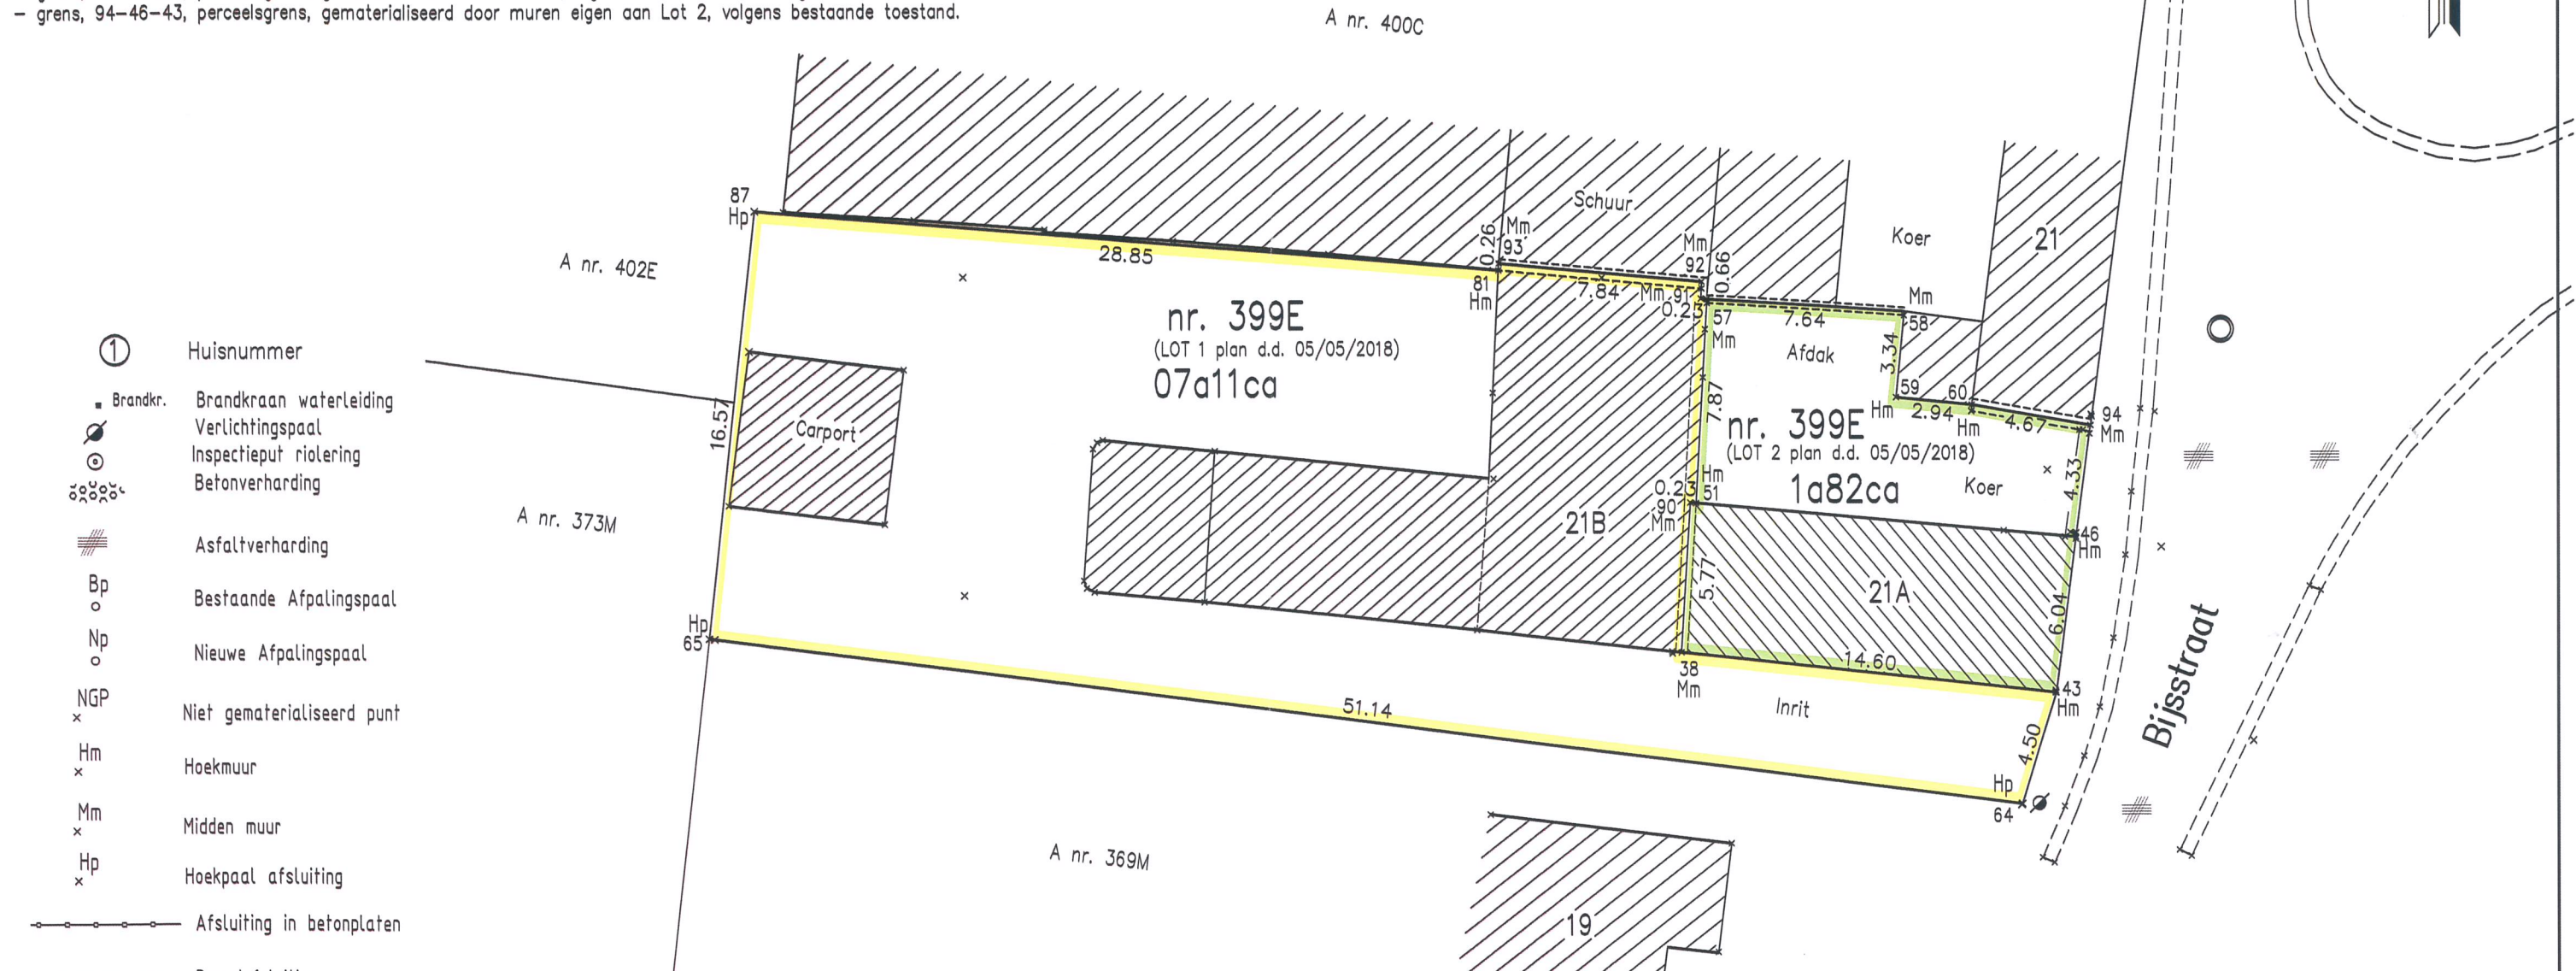 – grens, 94-46-43, perceelsgrens, gematerialiseerd door muren eigen aan Lot 2, volgens bestaande toestand.
A nr. 400C
87
Hp
A nr. 402E
28.85
Schuur
Koer
21
0.26
Mm
93
Mm
92
0.66
81
Hm
7.84
Mm 91
0.23
57
Mm
7.64
Mm
58
Afdak
3.34
59
Hm
60
2.94
Hm
4.67
94
Mm
nr. 399E
(LOT 1 plan d.d. 05/05/2018)
07a11ca
nr. 399E
(LOT 2 plan d.d. 05/05/2018)
1a82ca
Koer
4.33
7.87
Hm
51
0.23
90
Mm
46
Hm
16.57
Carport
21B
21A
5.77
6.04
A nr. 373M
Hp
65
38
Mm
14.60
43
Hm
Inrit
51.14
4.50
Hp
64
Bijsstraat
A nr. 369M
19
1 Huisnummer
Brandkr. Brandkraan waterleiding
Verlichtingspaal
Inspectieput riolering
Betonverharding
Asfaltverharding
Bp
Bestaande Afpalingspaal
Np
Nieuwe Afpalingspaal
NGP
Niet gematerialiseerd punt
Hm
Hoekmuur
Mm
Midden muur
Hp
Hoekpaal afsluiting
Afsluiting in betonplaten